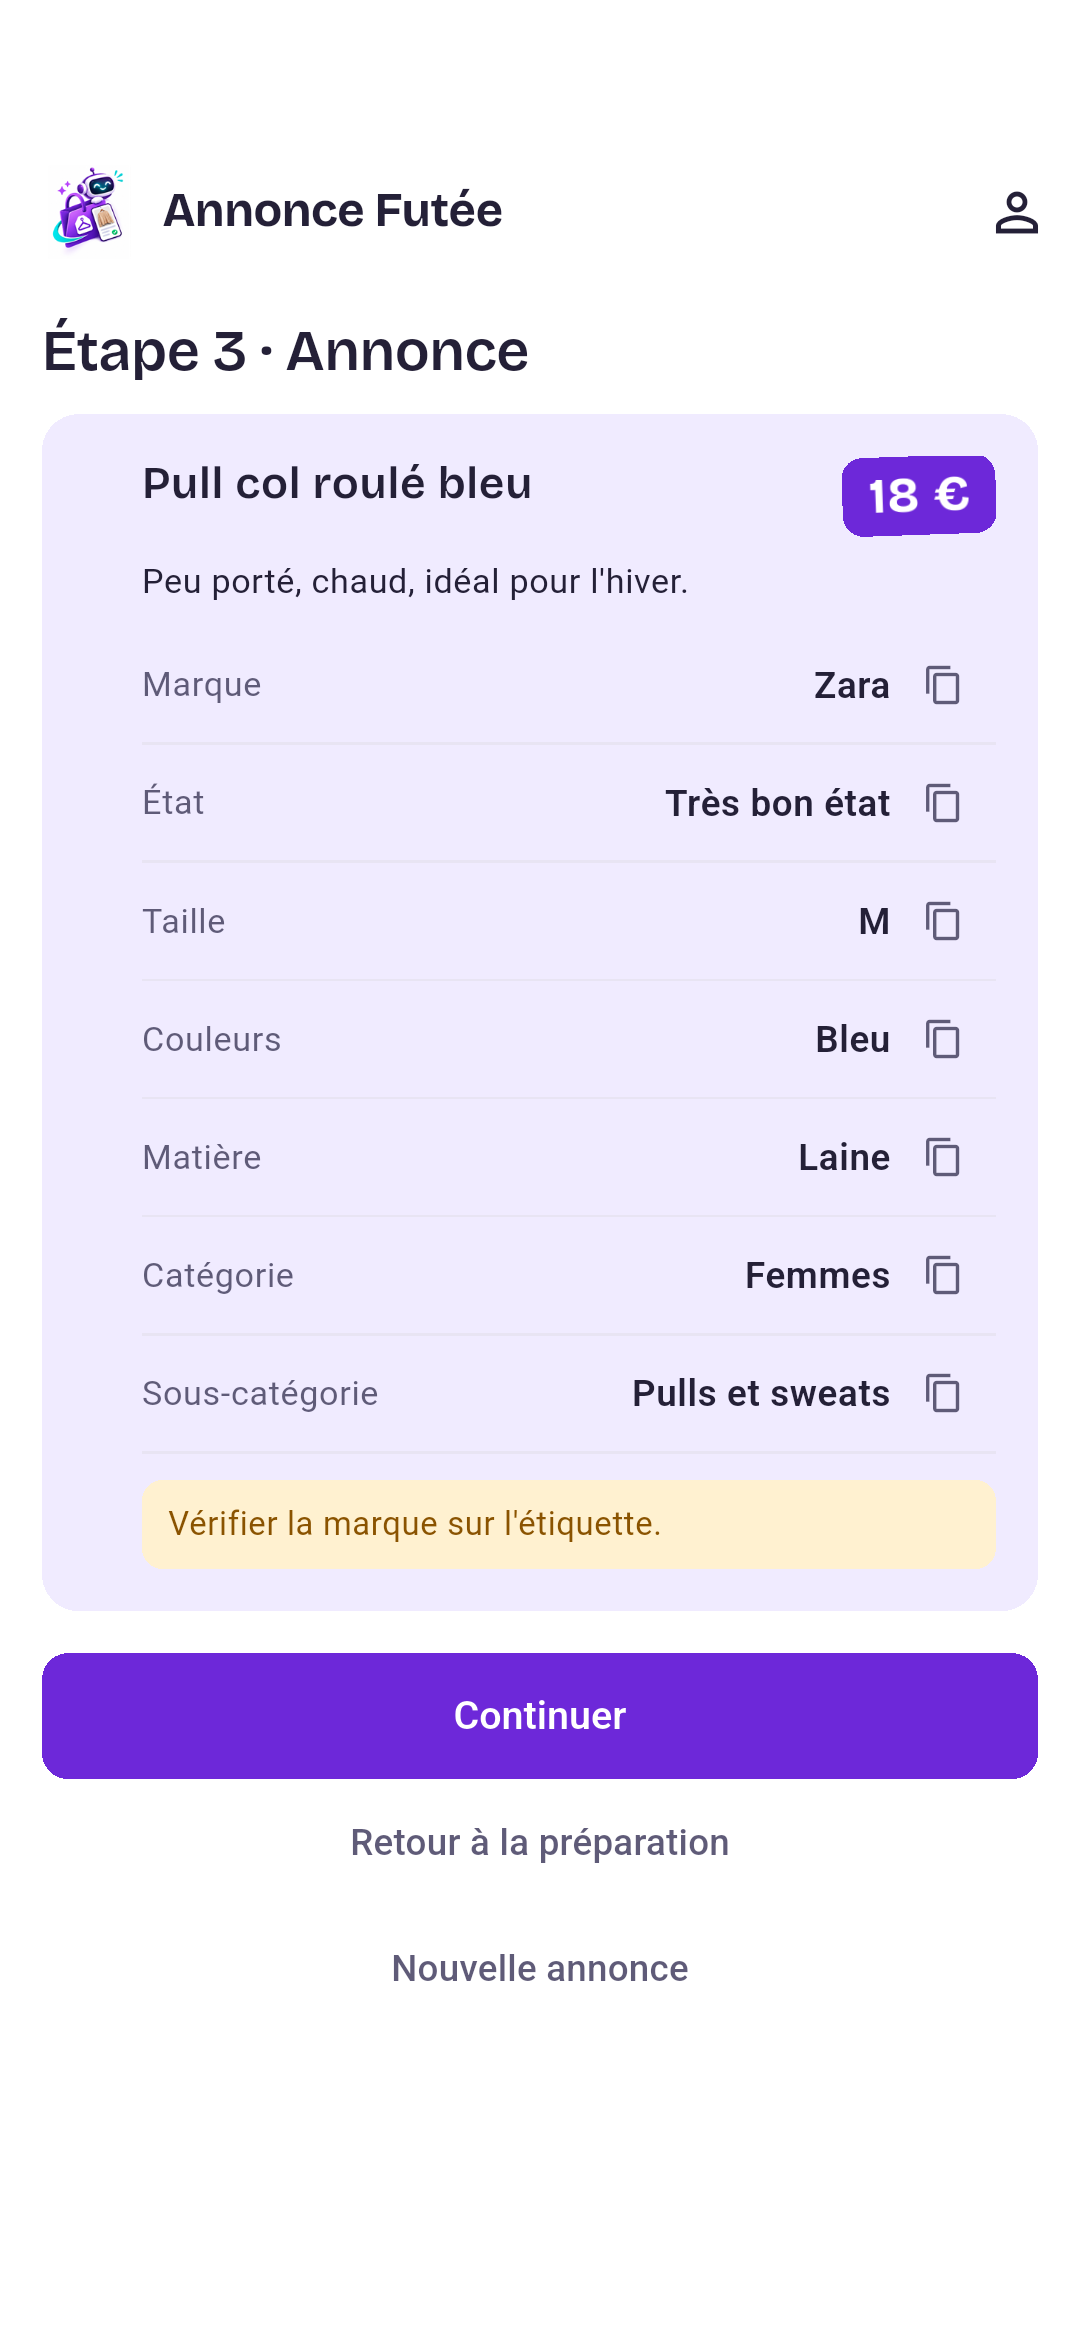 Annonce Futée
Étape 3 · Annonce
Pull col roulé bleu
18 €
Peu porté, chaud, idéal pour l'hiver.
Marque Zara
État Très bon état
Taille M
Couleurs Bleu
Matière Laine
Catégorie Femmes
Sous-catégorie Pulls et sweats
Vérifier la marque sur l'étiquette.
Continuer
Retour à la préparation
Nouvelle annonce